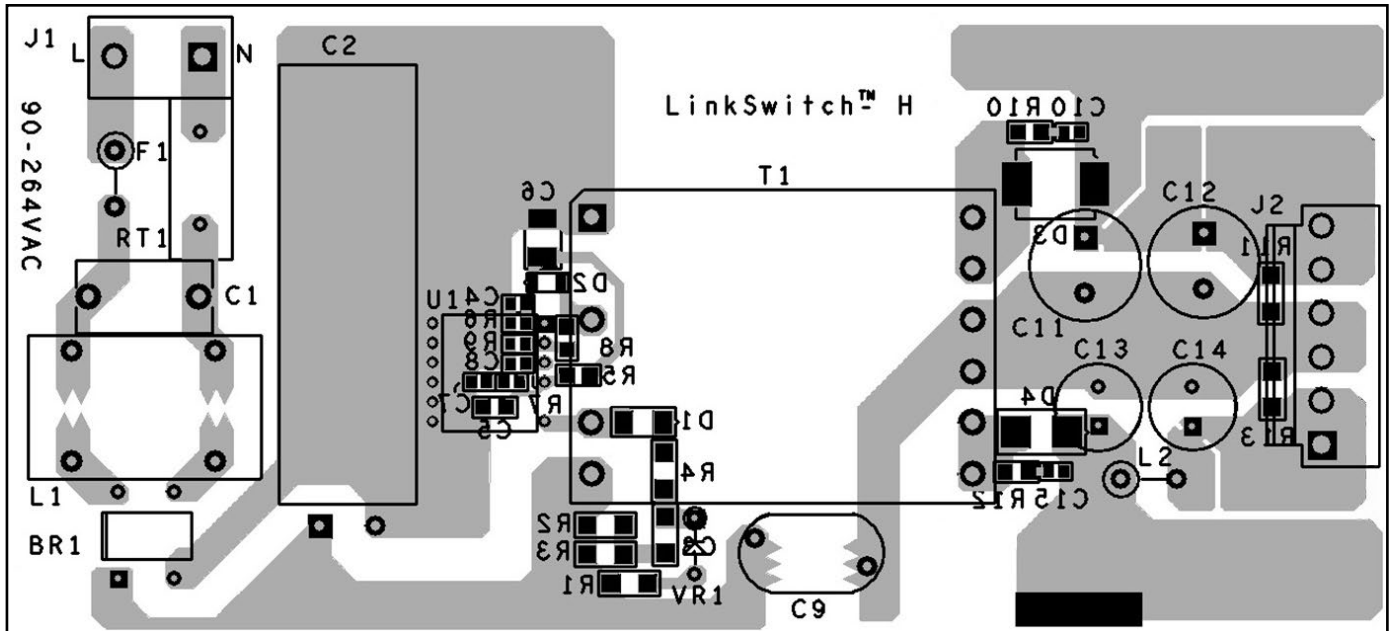 J1
L
N
C2
90-264VAC
F1
RT1
C1
L1
BR1
LinkSwitch™ H
T1
C6
D2
U1
C4
R6
R9
C8
C7
R7
C5
R8
R5
D1
R4
R2
R3
R1
C3
VR1
C9
R10
C10
D3
C11
C12
J2
R11
C13
C14
D4
R13
L2
R12
C15